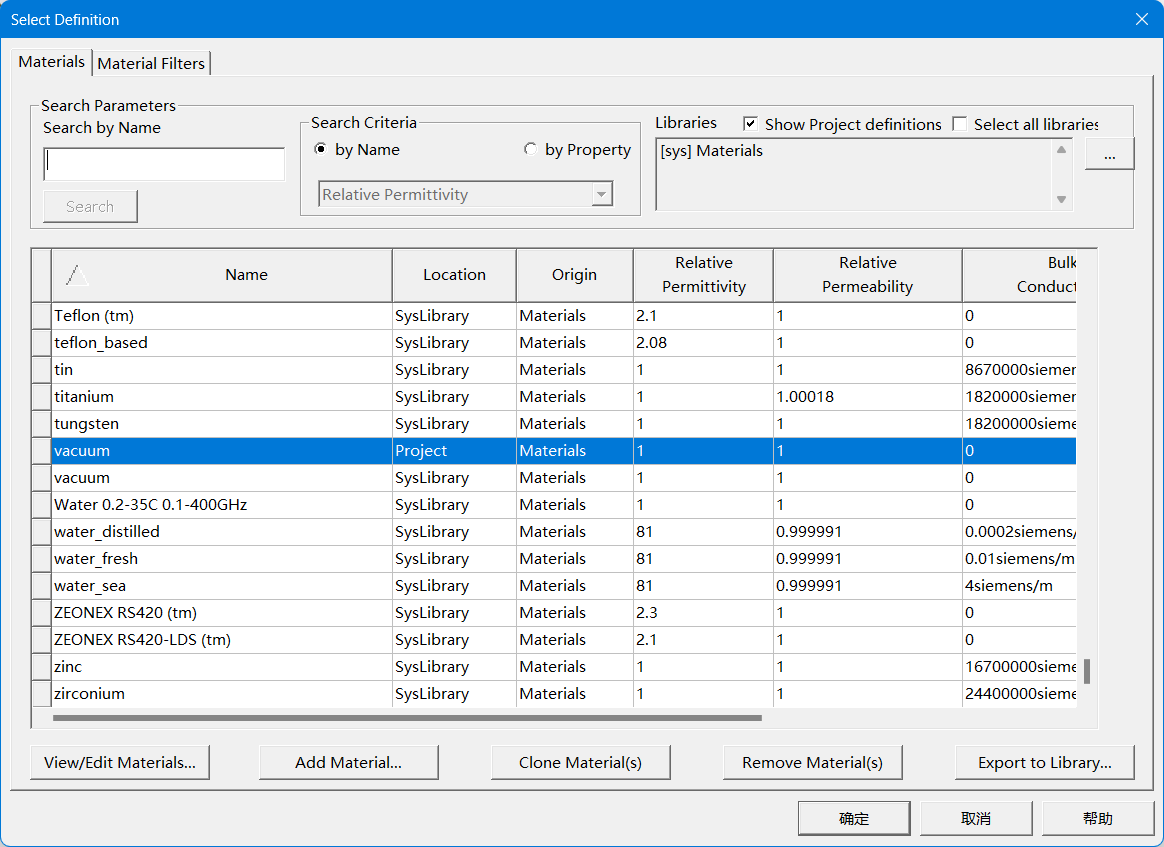 Select Definition
Materials
Material Filters
Search Parameters
Search by Name
Search
Search Criteria
by Name
by Property
Relative Permittivity
Libraries
Show Project definitions
Select all libraries
[sys] Materials
...
Name Location Origin Relative Permittivity Relative Permeability Bulk Conduct
Teflon (tm) SysLibrary Materials 2.1 1 0
teflon_based SysLibrary Materials 2.08 1 0
tin SysLibrary Materials 1 1 8670000siemen
titanium SysLibrary Materials 1 1.00018 1820000siemen
tungsten SysLibrary Materials 1 1 18200000sieme
vacuum Project Materials 1 1 0
vacuum SysLibrary Materials 1 1 0
Water 0.2-35C 0.1-400GHz SysLibrary Materials 1 1 0
water_distilled SysLibrary Materials 81 0.999991 0.0002siemens/
water_fresh SysLibrary Materials 81 0.999991 0.01siemens/m
water_sea SysLibrary Materials 81 0.999991 4siemens/m
ZEONEX RS420 (tm) SysLibrary Materials 2.3 1 0
ZEONEX RS420-LDS (tm) SysLibrary Materials 2.1 1 0
zinc SysLibrary Materials 1 1 16700000sieme
zirconium SysLibrary Materials 1 1 24400000sieme
View/Edit Materials...
Add Material...
Clone Material(s)
Remove Material(s)
Export to Library...
确定
取消
帮助